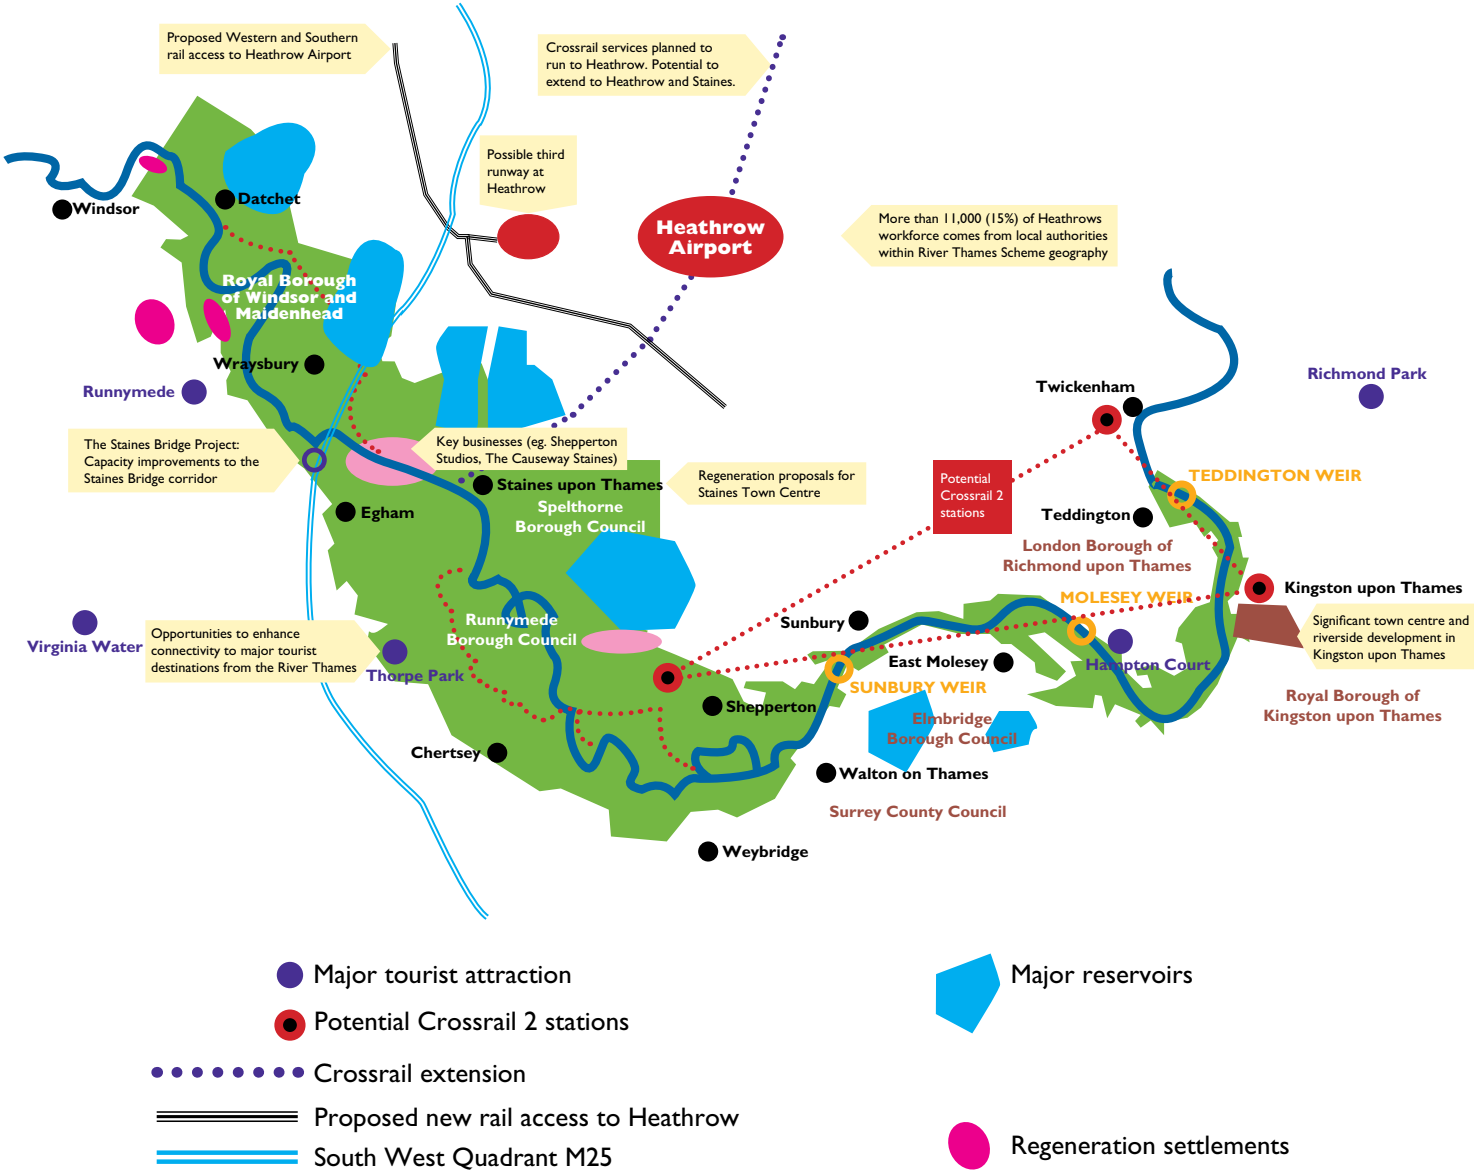 Proposed Western and Southern
rail access to Heathrow Airport
Crossrail services planned to
run to Heathrow. Potential to
extend to Heathrow and Staines.
Possible third
runway at
Heathrow
Heathrow
Airport
More than 11,000 (15%) of Heathrows
workforce comes from local authorities
within River Thames Scheme geography
Windsor
Datchet
Royal Borough
of Windsor and
Maidenhead
Wraysbury
Runnymede
Twickenham
Richmond Park
The Staines Bridge Project:
Capacity improvements to the
Staines Bridge corridor
Key businesses (eg. Shepperton
Studios, The Causeway Staines)
Regeneration proposals for
Staines Town Centre
Staines upon Thames
Spelthorne
Borough Council
Egham
Potential
Crossrail 2
stations
TEDDINGTON WEIR
Teddington
London Borough of
Richmond upon Thames
MOLESEY WEIR
Kingston upon Thames
Significant town centre and
riverside development in
Kingston upon Thames
Virginia Water
Opportunities to enhance
connectivity to major tourist
destinations from the River Thames
Thorpe Park
Runnymede
Borough Council
Sunbury
East Molesey
Hampton Court
SUNBURY WEIR
Shepperton
Elmbridge
Borough Council
Royal Borough of
Kingston upon Thames
Chertsey
Walton on Thames
Surrey County Council
Weybridge
Major tourist attraction
Potential Crossrail 2 stations
Crossrail extension
Proposed new rail access to Heathrow
South West Quadrant M25
Major reservoirs
Regeneration settlements